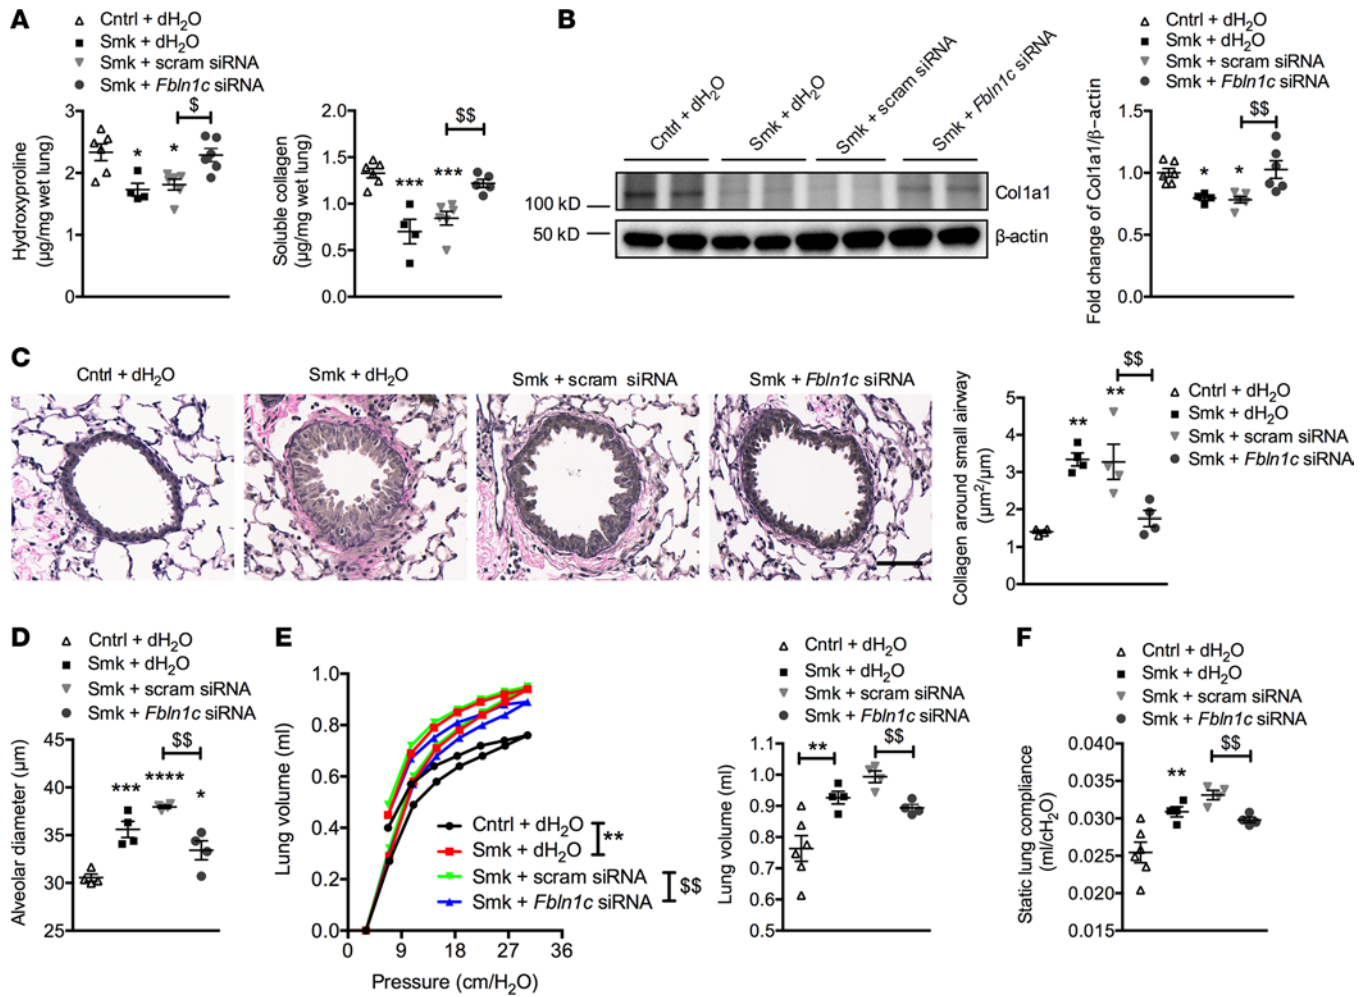 A
Cntrl + dH2O
Smk + dH2O
Smk + scram siRNA
Smk + Fbln1c siRNA
Hydroxyproline
(µg/mg wet lung)
3
2
1
0
*
*
$
Soluble collagen
(µg/mg wet lung)
2.0
1.5
1.0
0.5
0.0
***
***
$$
B
Cntrl + dH2O
Smk + dH2O
Smk + scram siRNA
Smk + Fbln1c siRNA
100 kD
50 kD
Col1a1
β-actin
Cntrl + dH2O
Smk + dH2O
Smk + scram siRNA
Smk + Fbln1c siRNA
Fold change of Col1a1/β-actin
1.5
1.0
0.5
0.0
*
*
$$
C
Cntrl + dH2O
Smk + dH2O
Smk + scram siRNA
Smk + Fbln1c siRNA
Collagen around small airway
(µm2/µm)
5
4
3
2
1
0
**
**
$$
Cntrl + dH2O
Smk + dH2O
Smk + scram siRNA
Smk + Fbln1c siRNA
D
Cntrl + dH2O
Smk + dH2O
Smk + scram siRNA
Smk + Fbln1c siRNA
Alveolar diameter (µm)
45
40
35
30
25
***
****
*
$$
E
Lung volume (ml)
1.0
0.8
0.6
0.4
0.2
0.0
0 9 18 27 36
Pressure (cm/H2O)
Cntrl + dH2O
Smk + dH2O
Smk + scram siRNA
Smk + Fbln1c siRNA
**
$$
Cntrl + dH2O
Smk + dH2O
Smk + scram siRNA
Smk + Fbln1c siRNA
Lung volume (ml)
1.1
1.0
0.9
0.8
0.7
0.6
0.5
**
$$
F
Cntrl + dH2O
Smk + dH2O
Smk + scram siRNA
Smk + Fbln1c siRNA
Static lung compliance
(ml/cH2O)
0.040
0.035
0.030
0.025
0.020
0.015
**
$$